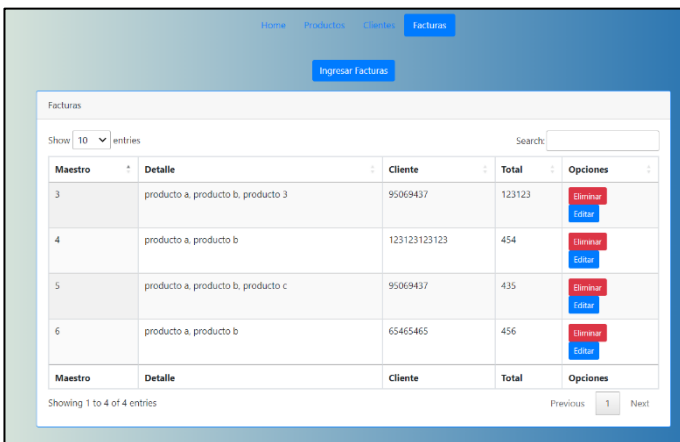 Home Productos Clientes Facturas
Ingresar Facturas
Facturas
Show 10 entries Search:
Maestro Detalle Cliente Total Opciones
3 producto a, producto b, producto 3 95069437 123123 Eliminar
Editar
4 producto a, producto b 123123123123 454 Eliminar
Editar
5 producto a, producto b, producto c 95069437 435 Eliminar
Editar
6 producto a, producto b 65465465 456 Eliminar
Editar
Maestro Detalle Cliente Total Opciones
Showing 1 to 4 of 4 entries Previous 1 Next